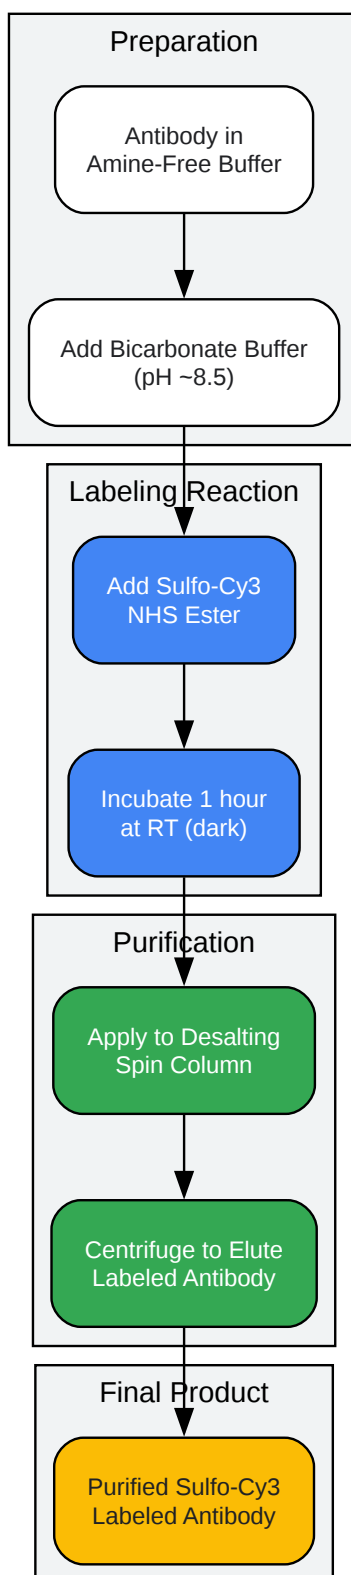 Preparation
Antibody in
Amine-Free Buffer
Add Bicarbonate Buffer
(pH ~8.5)
Labeling Reaction
Add Sulfo-Cy3
NHS Ester
Incubate 1 hour
at RT (dark)
Purification
Apply to Desalting
Spin Column
Centrifuge to Elute
Labeled Antibody
Final Product
Purified Sulfo-Cy3
Labeled Antibody